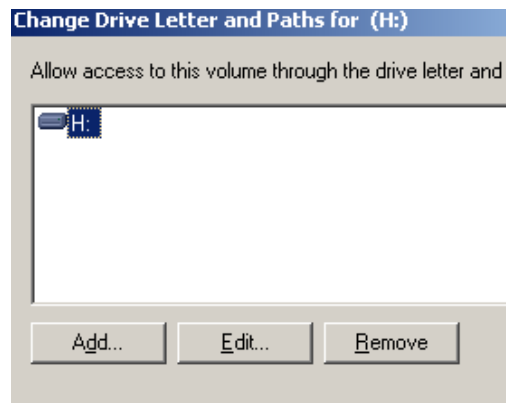 Change Drive Letter and Paths for (H:)
Allow access to this volume through the drive letter and
H:
Add... Edit... Remove